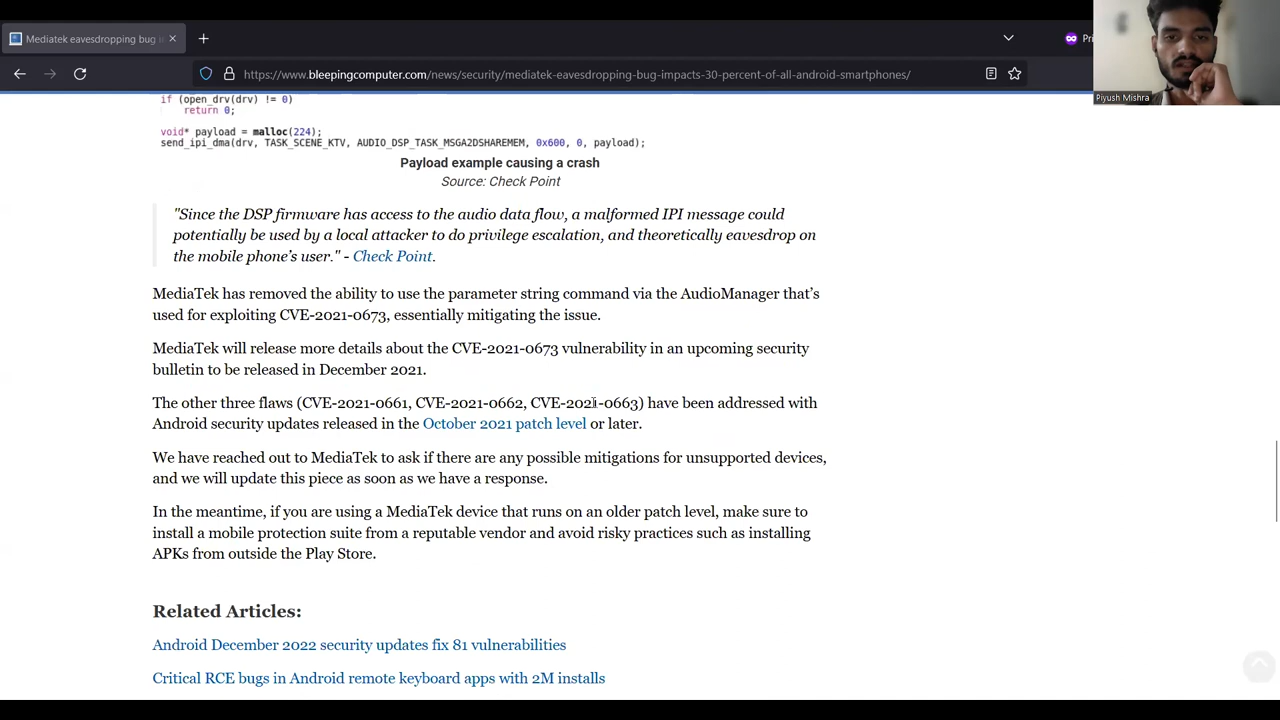 Mediatek eavesdropping bug i
Pri
https://www.bleepingcomputer.com/news/security/mediatek-eavesdropping-bug-impacts-30-percent-of-all-android-smartphones/
Piyush Mishra
if (open_drv(drv) != 0)
return 0;
void* payload = malloc(224);
send_ipi_dma(drv, TASK_SCENE_KTV, AUDIO_DSP_TASK_MSGA2DSHAREMEM, 0x600, 0, payload);
Payload example causing a crash
Source: Check Point
"Since the DSP firmware has access to the audio data flow, a malformed IPI message could
potentially be used by a local attacker to do privilege escalation, and theoretically eavesdrop on
the mobile phone’s user." - Check Point.
MediaTek has removed the ability to use the parameter string command via the AudioManager that’s
used for exploiting CVE-2021-0673, essentially mitigating the issue.
MediaTek will release more details about the CVE-2021-0673 vulnerability in an upcoming security
bulletin to be released in December 2021.
The other three flaws (CVE-2021-0661, CVE-2021-0662, CVE-2021-0663) have been addressed with
Android security updates released in the October 2021 patch level or later.
We have reached out to MediaTek to ask if there are any possible mitigations for unsupported devices,
and we will update this piece as soon as we have a response.
In the meantime, if you are using a MediaTek device that runs on an older patch level, make sure to
install a mobile protection suite from a reputable vendor and avoid risky practices such as installing
APKs from outside the Play Store.
Related Articles:
Android December 2022 security updates fix 81 vulnerabilities
Critical RCE bugs in Android remote keyboard apps with 2M installs